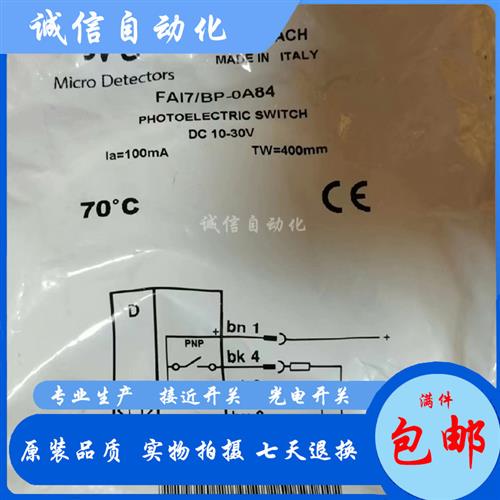 诚信自动化
ACH
Micro Detectors
MADE IN ITALY
FAI7/BP-0A84
PHOTOELECTRIC SWITCH
DC 10-30V
Ia=100mA
TW=400mm
70°C
CE
诚信自动化
D
PNP
+
bn 1
+
bk 4
专业生产 接近开关 光电开关
满件
包邮
原装品质 实物拍摄 七天退换